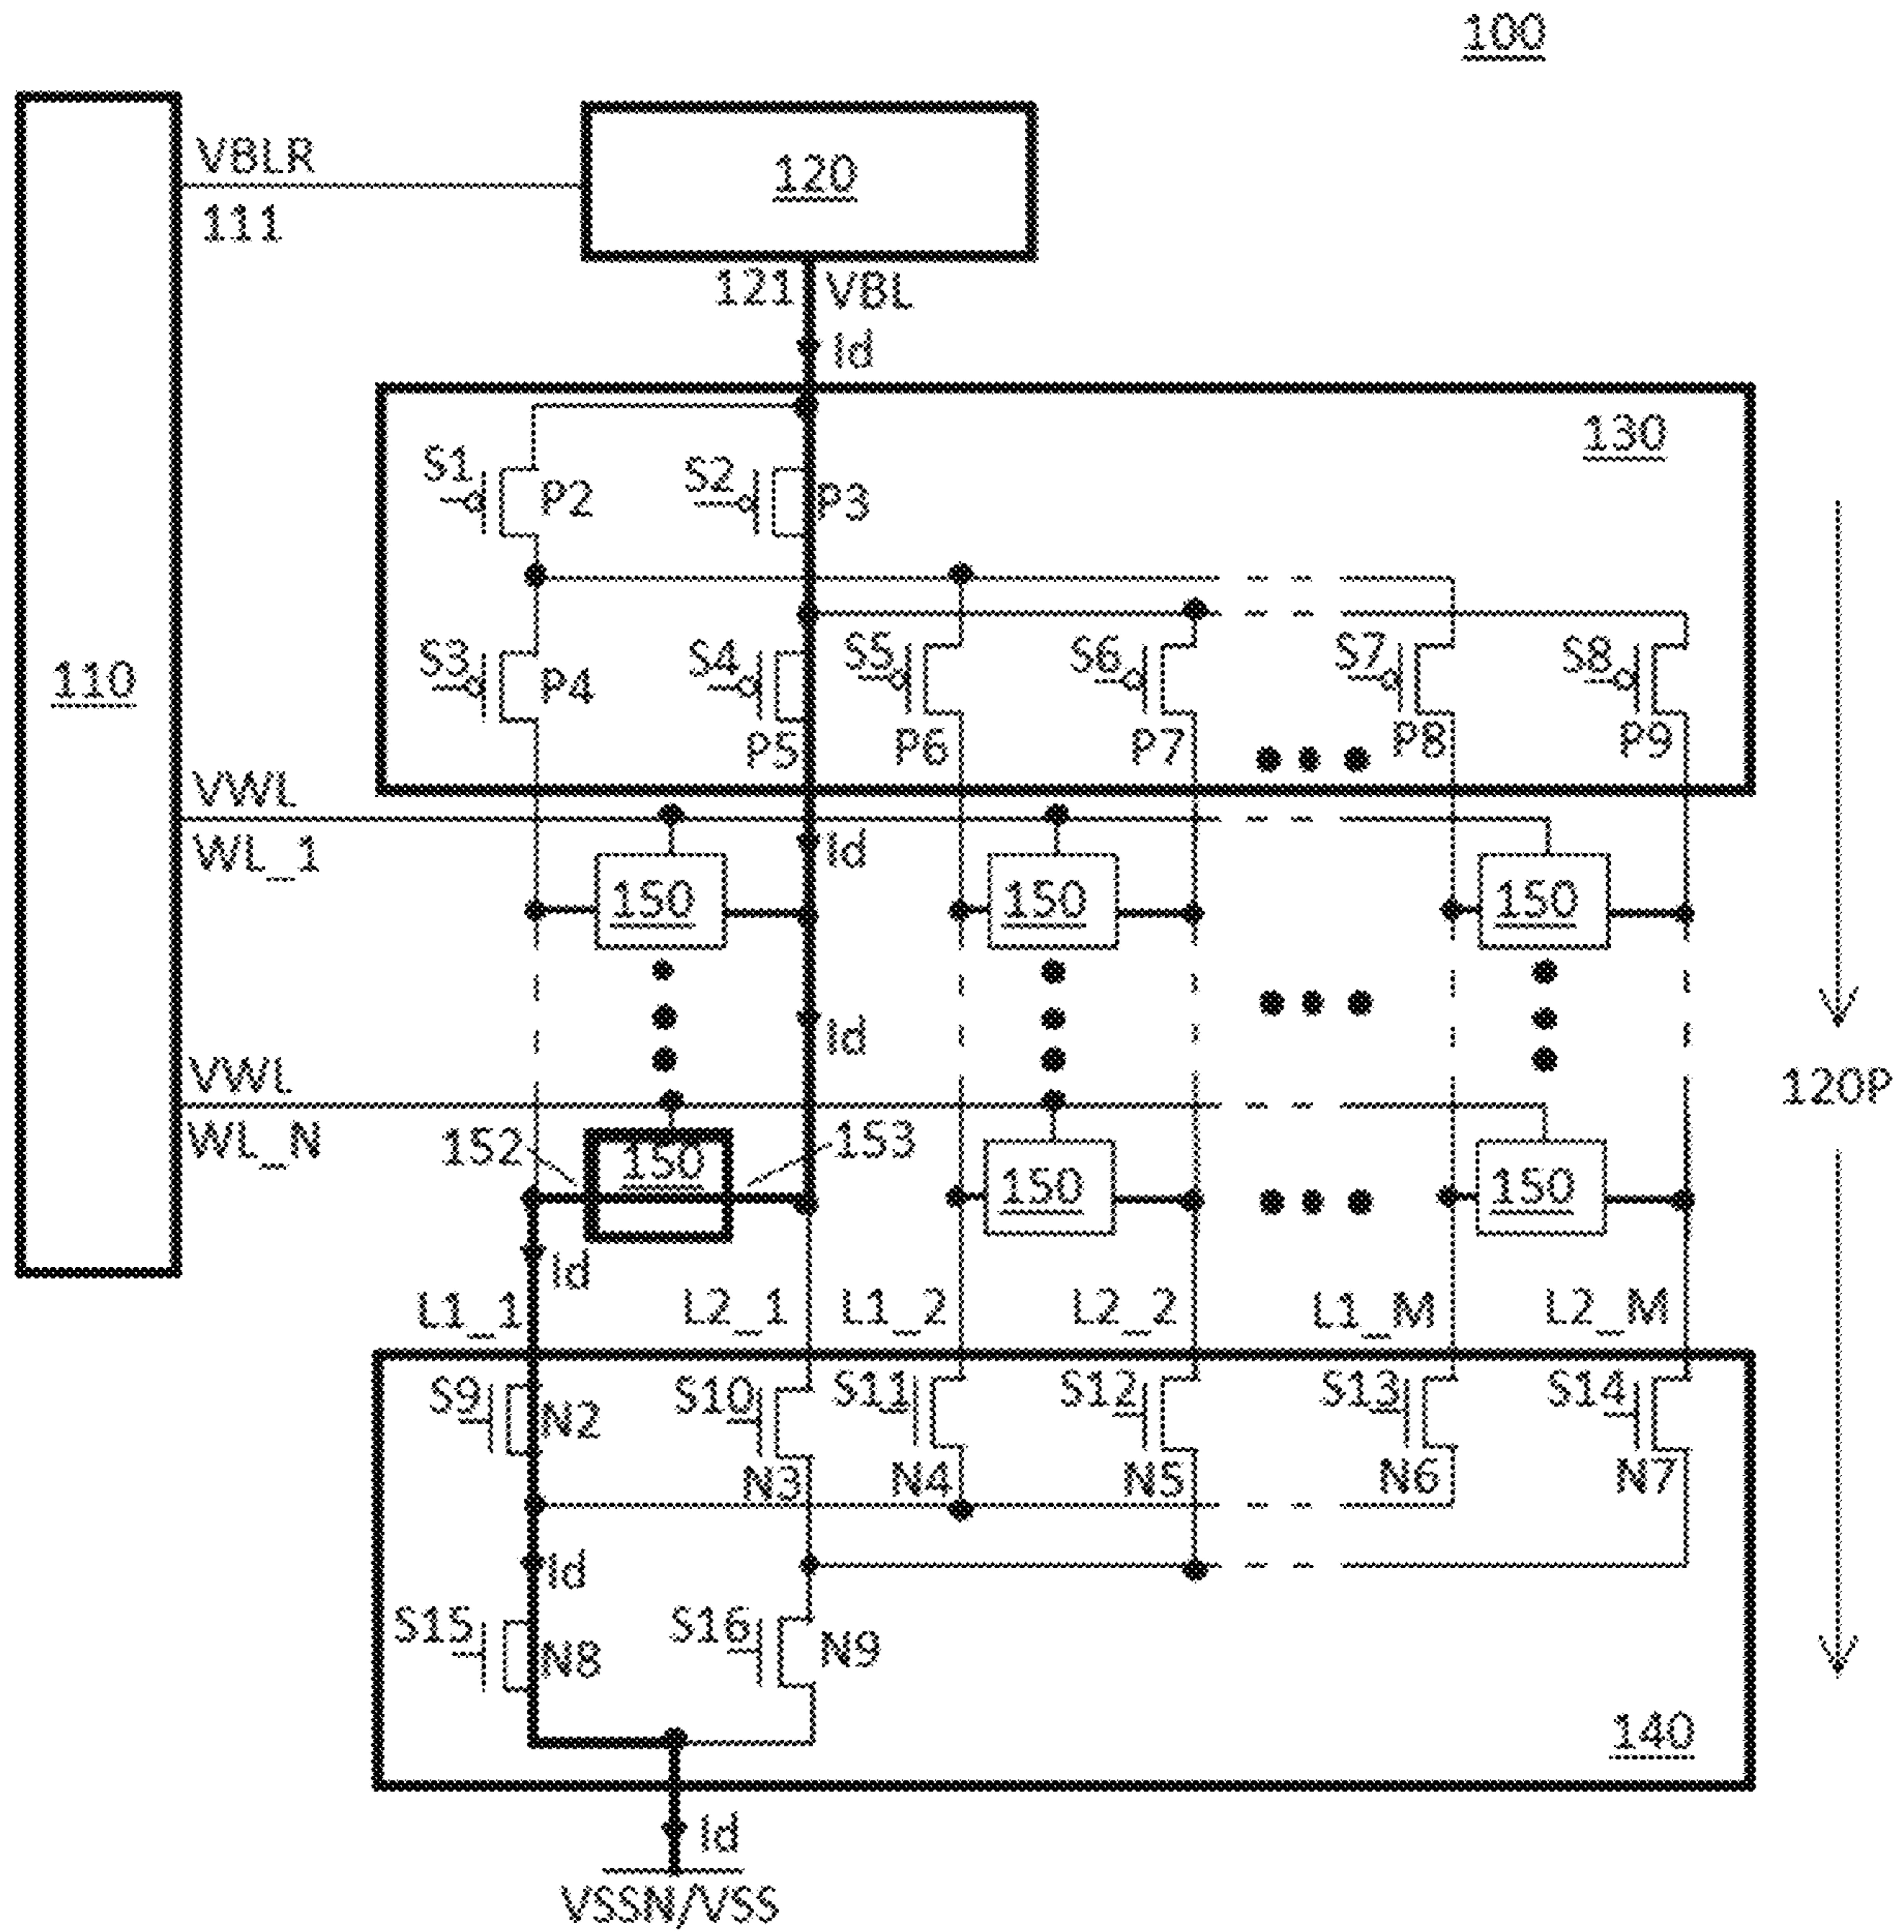 100
VBLR
111
120
121
VBL
Id
130
S1
P2
S2
P3
S3
P4
S4
P5
S5
P6
S6
P7
S7
P8
S8
P9
110
VWL
WL_1
Id
150
150
150
Id
VWL
WL_N
120P
152
150
153
150
150
Id
L1_1
L2_1
L1_2
L2_2
L1_M
L2_M
S9
N2
S10
N3
S11
N4
S12
N5
S13
N6
S14
N7
Id
S15
N8
S16
N9
140
Id
VSSN/VSS